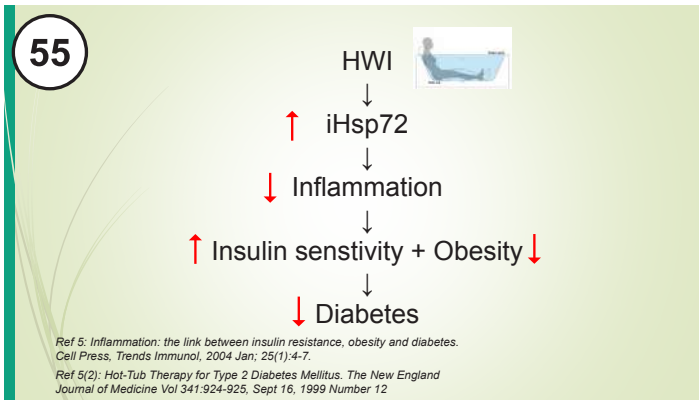 55
HWI
↓
↑ iHsp72
↓
↓ Inflammation
↓
↑ Insulin senstivity + Obesity ↓
↓
↓ Diabetes
Ref 5: Inflammation: the link between insulin resistance, obesity and diabetes.
Cell Press, Trends Immunol, 2004 Jan; 25(1):4-7.
Ref 5(2): Hot-Tub Therapy for Type 2 Diabetes Mellitus. The New England
Journal of Medicine Vol 341:924-925, Sept 16, 1999 Number 12